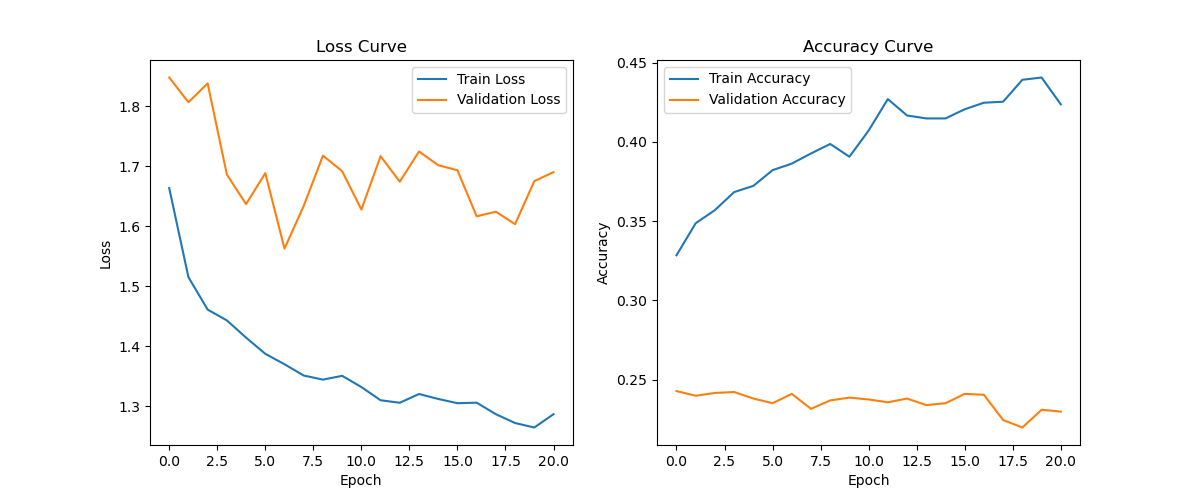 Loss Curve
Train Loss
Validation Loss
1.8
1.7
1.6
1.5
1.4
1.3
Loss
0.0 2.5 5.0 7.5 10.0 12.5 15.0 17.5 20.0
Epoch
Accuracy Curve
Train Accuracy
Validation Accuracy
0.45
0.40
0.35
0.30
0.25
Accuracy
0.0 2.5 5.0 7.5 10.0 12.5 15.0 17.5 20.0
Epoch